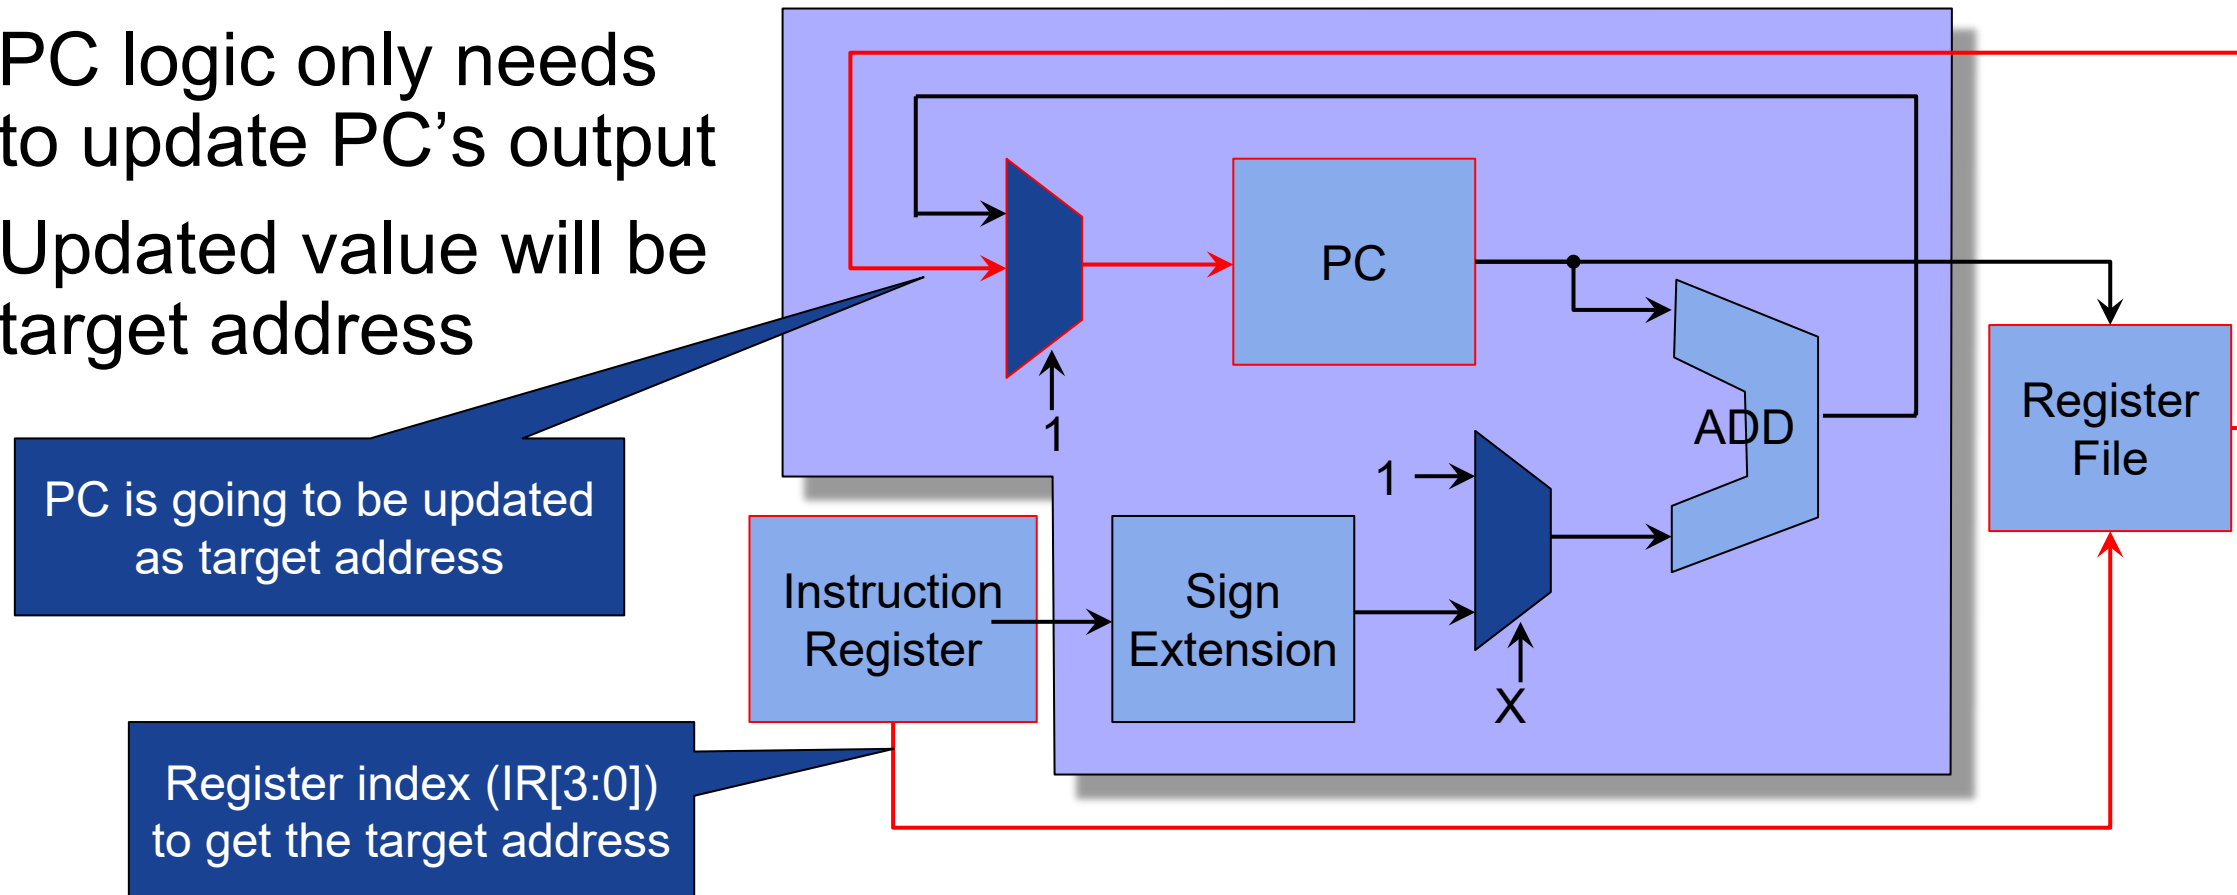 PC logic only needs
to update PC’s output
Updated value will be
target address
PC is going to be updated
as target address
Register index (IR[3:0])
to get the target address
PC
1
ADD
1
X
Instruction
Register
Sign
Extension
Register
File